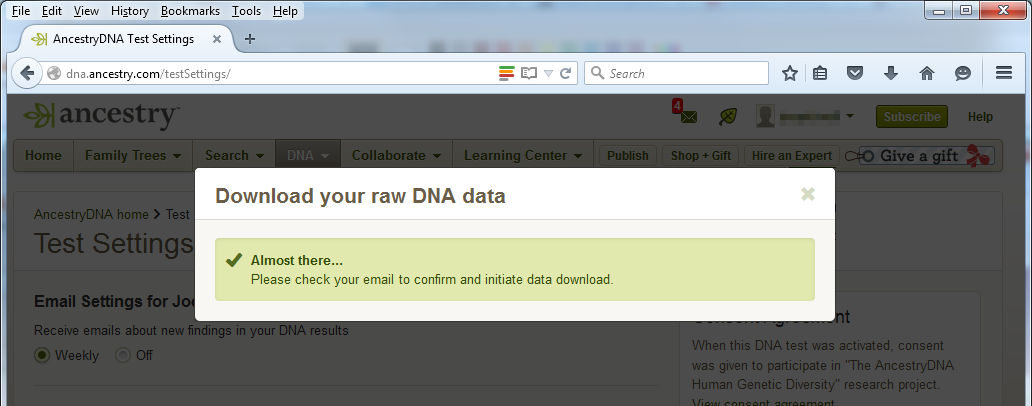 File Edit View History Bookmarks Tools Help
AncestryDNA Test Settings
dna.ancestry.com/testSettings/
Search
ancestry
4
Subscribe
Help
Home Family Trees Search DNA Collaborate Learning Center Publish Shop + Gift Hire an Expert Give a gift
Download your raw DNA data
AncestryDNA home > Test
Test Settings
Almost there...
Please check your email to confirm and initiate data download.
Email Settings for
Receive emails about new findings in your DNA results
Weekly Off
Consent Agreement
When this DNA test was activated, consent
was given to participate in "The AncestryDNA
Human Genetic Diversity" research project.
View consent agreement